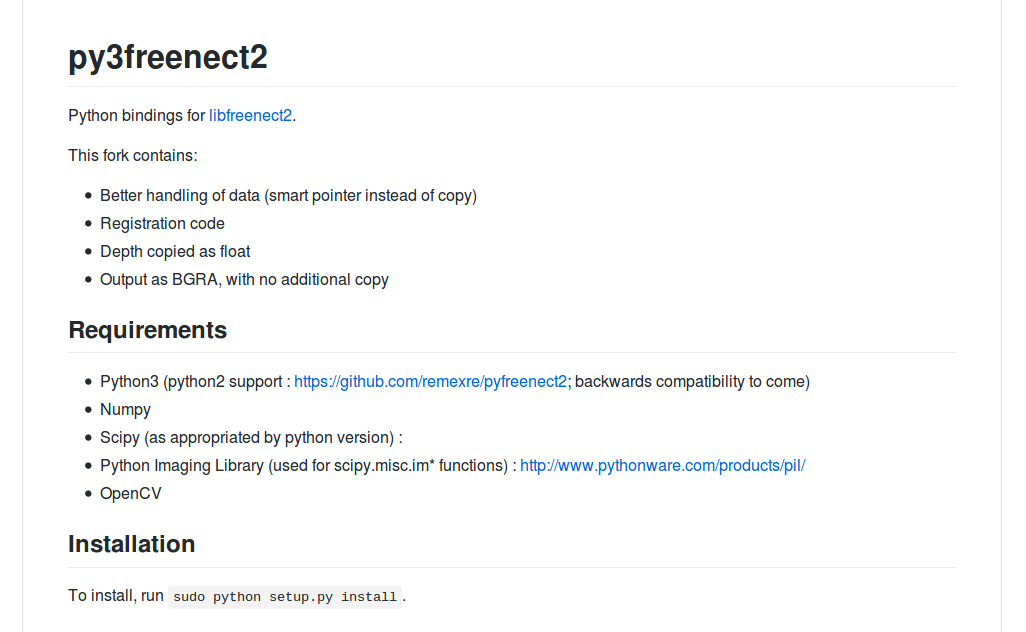 py3freenect2
Python bindings for libfreenect2.
This fork contains:
• Better handling of data (smart pointer instead of copy)
• Registration code
• Depth copied as float
• Output as BGRA, with no additional copy
Requirements
• Python3 (python2 support : https://github.com/remexre/pyfreenect2; backwards compatibility to come)
• Numpy
• Scipy (as appropriated by python version) :
• Python Imaging Library (used for scipy.misc.im* functions) : http://www.pythonware.com/products/pil/
• OpenCV
Installation
To install, run sudo python setup.py install.